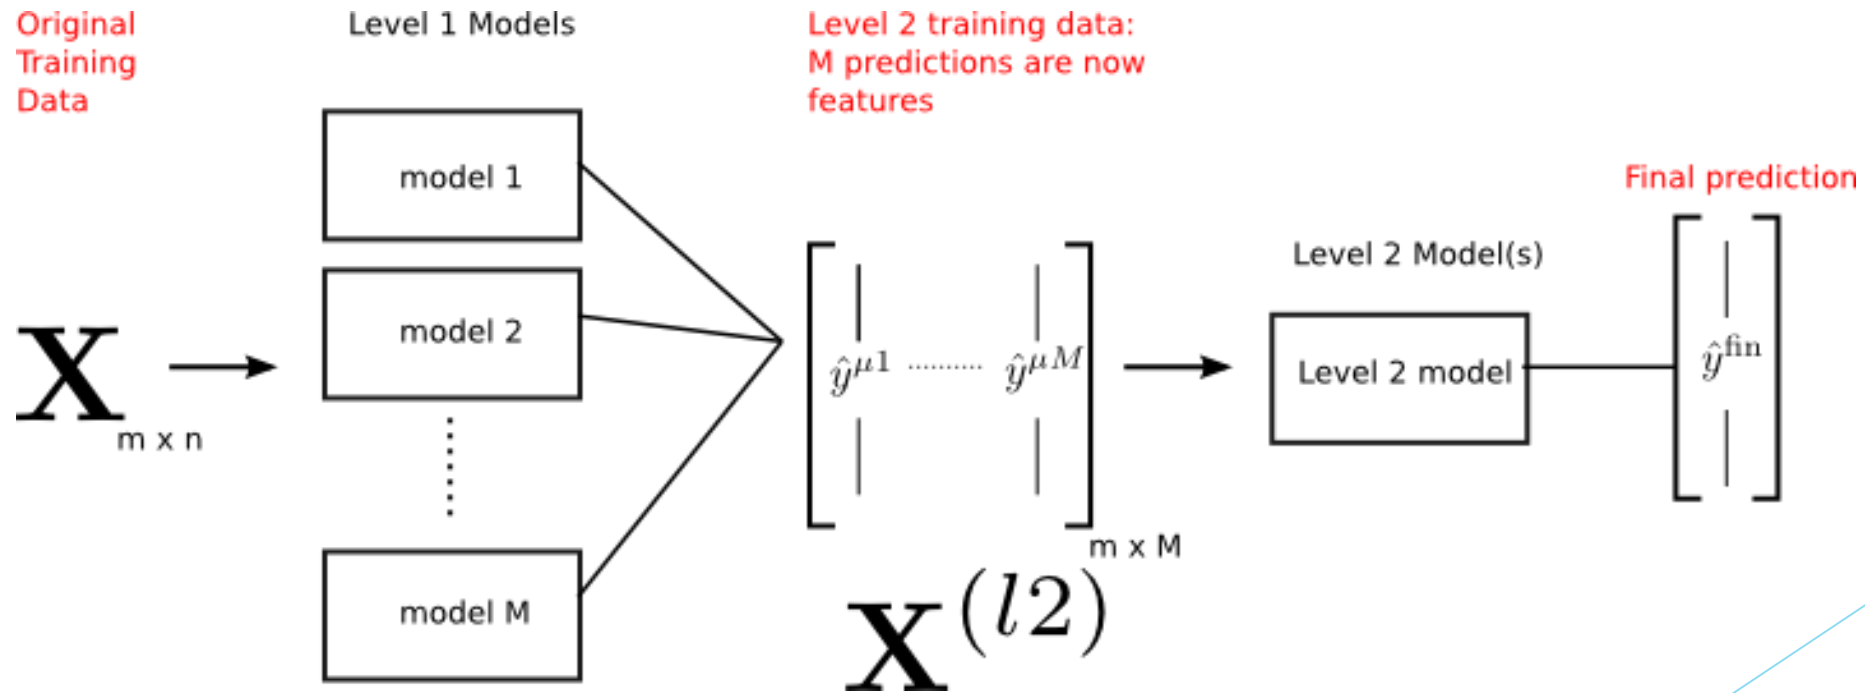 Original
Training
Data
Level 1 Models
Level 2 training data:
M predictions are now
features
model 1
model 2
model M
X
m x n
ŷ^{μ1} .......... ŷ^{μM}
m x M
X^{(l2)}
Level 2 Model(s)
Level 2 model
Final prediction
ŷ^{fin}